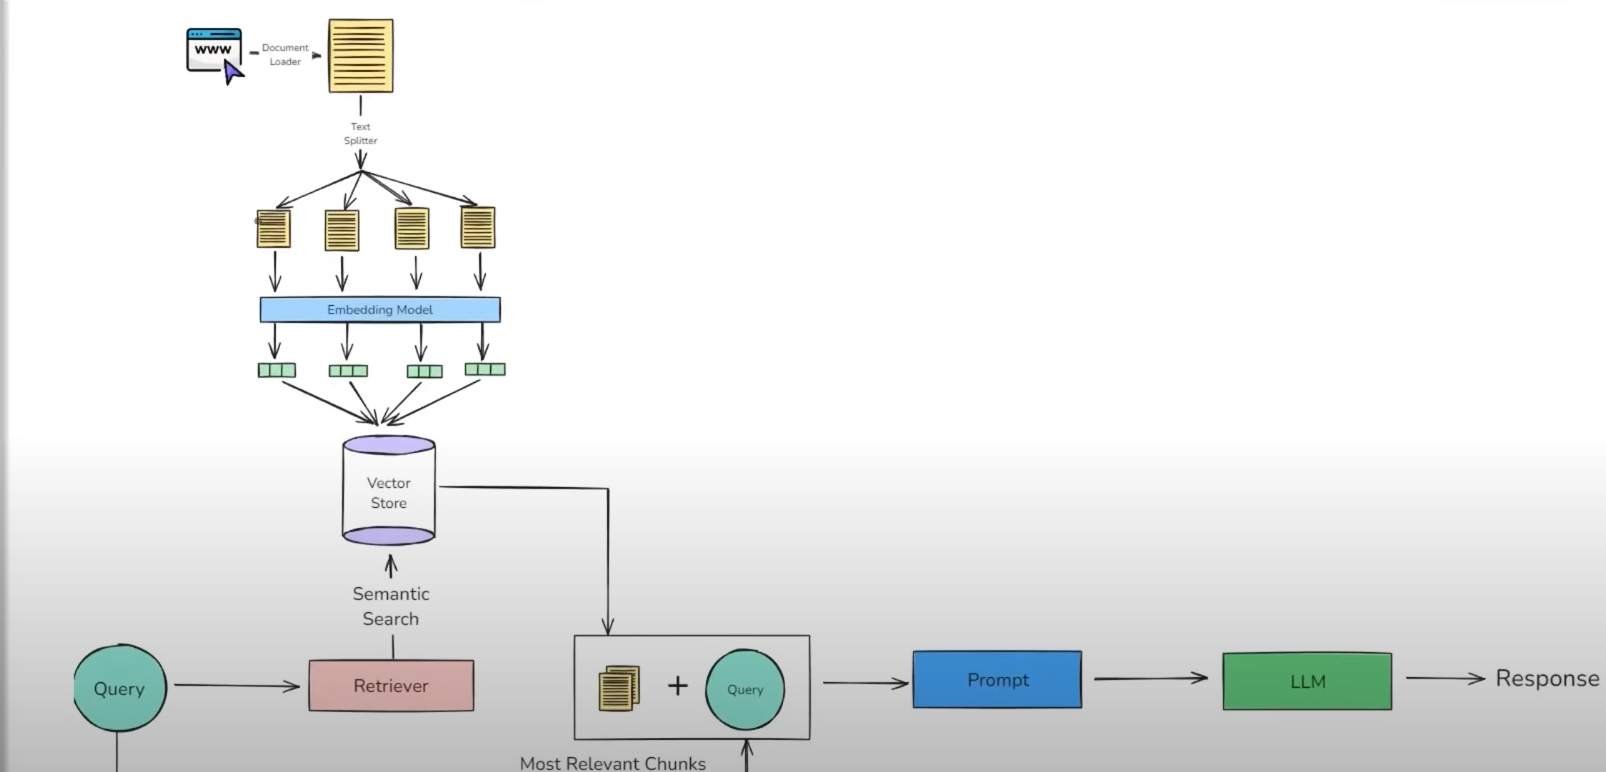 www
Document
Loader
Text
Splitter
Embedding Model
Vector
Store
Semantic
Search
Query
Retriever
+
Query
Prompt
LLM
Response
Most Relevant Chunks